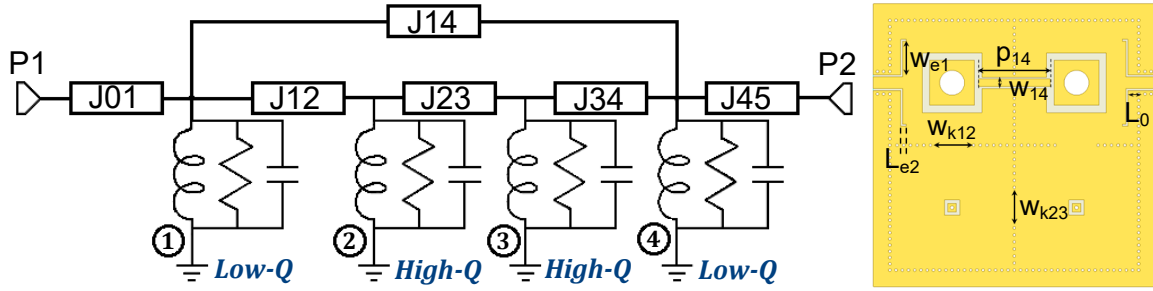 J14
P1
P2
J01
J12
J23
J34
J45
1
2
3
4
Low-Q
High-Q
High-Q
Low-Q
We1
p14
w14
L0
wk12
Le2
wk23